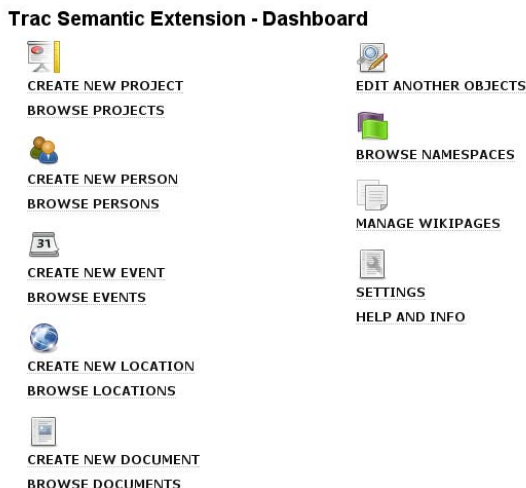 Trac Semantic Extension - Dashboard
CREATE NEW PROJECT
BROWSE PROJECTS
CREATE NEW PERSON
BROWSE PERSONS
31
CREATE NEW EVENT
BROWSE EVENTS
CREATE NEW LOCATION
BROWSE LOCATIONS
CREATE NEW DOCUMENT
BROWSE DOCUMENTS
EDIT ANOTHER OBJECTS
BROWSE NAMESPACES
MANAGE WIKIPAGES
SETTINGS
HELP AND INFO